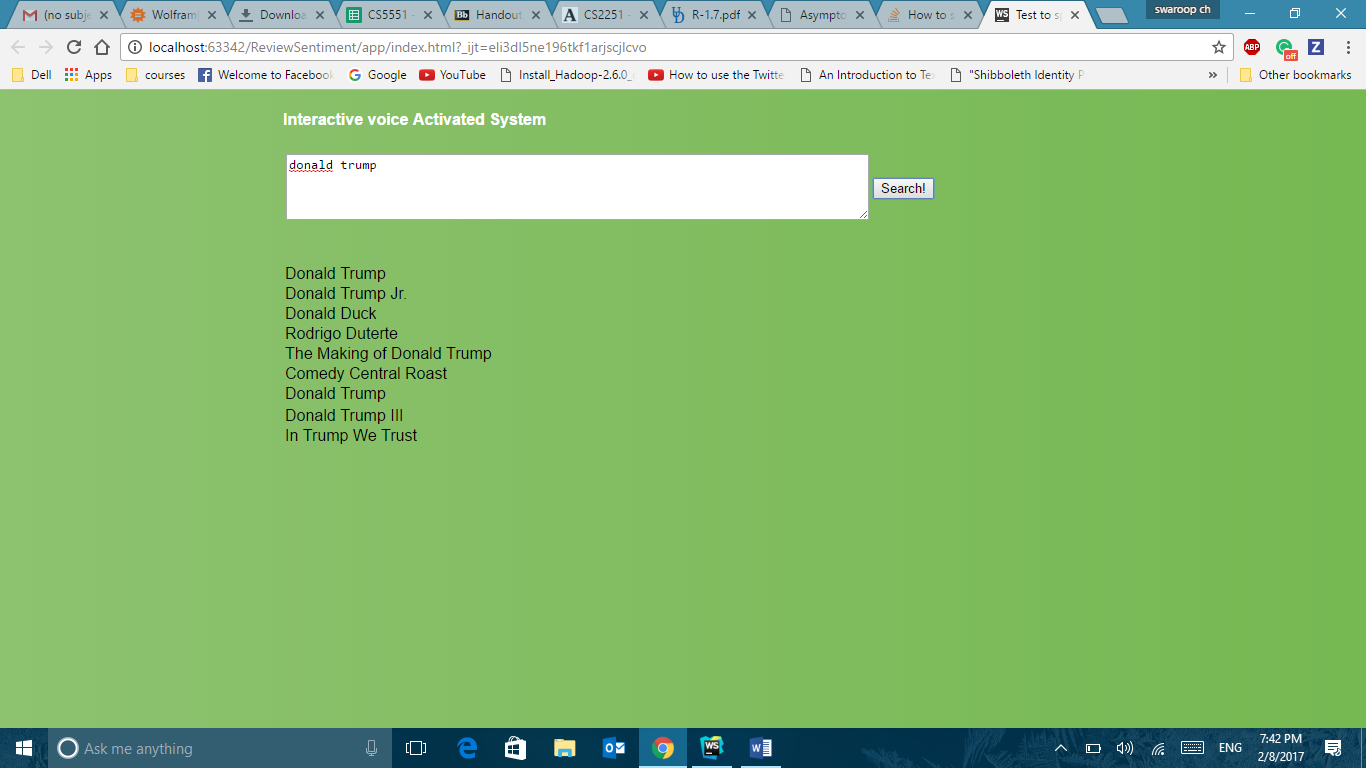 (no subje Wolfram Downloa CS5551 - Handout CS2251 - R-1.7.pdf Asympto How to s Test to sp swaroop ch
localhost:63342/ReviewSentiment/app/index.html?_ijt=eli3dl5ne196tkf1arjscjlcvo ABP off Z
Dell Apps courses Welcome to Facebook Google YouTube Install_Hadoop-2.6.0_ How to use the Twitte An Introduction to Te "Shibboleth Identity P » Other bookmarks
Interactive voice Activated System
donald trump
Search!
Donald Trump
Donald Trump Jr.
Donald Duck
Rodrigo Duterte
The Making of Donald Trump
Comedy Central Roast
Donald Trump
Donald Trump III
In Trump We Trust
Ask me anything ENG 7:42 PM
2/8/2017